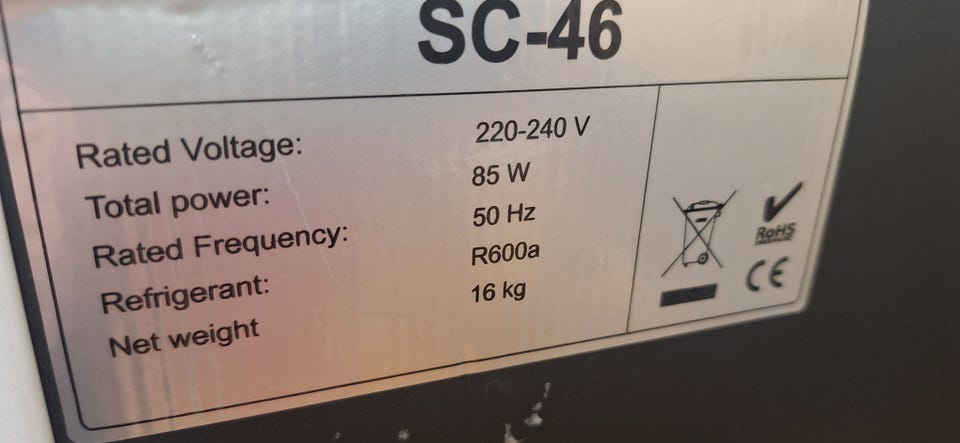 SC-46
Rated Voltage: 220-240 V
Total power: 85 W
Rated Frequency: 50 Hz
Refrigerant: R600a
Net weight 16 kg
RoHS
CE